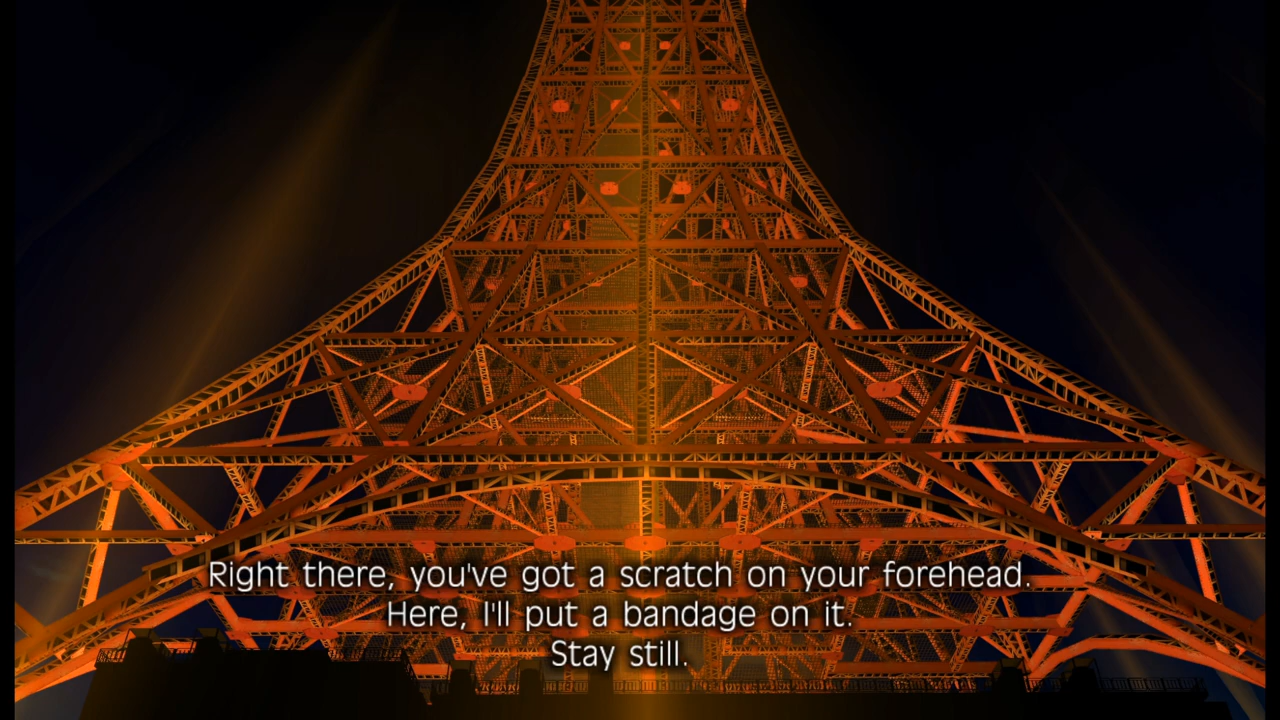 Right there, you've got a scratch on your forehead.
Here, I'll put a bandage on it.
Stay still.